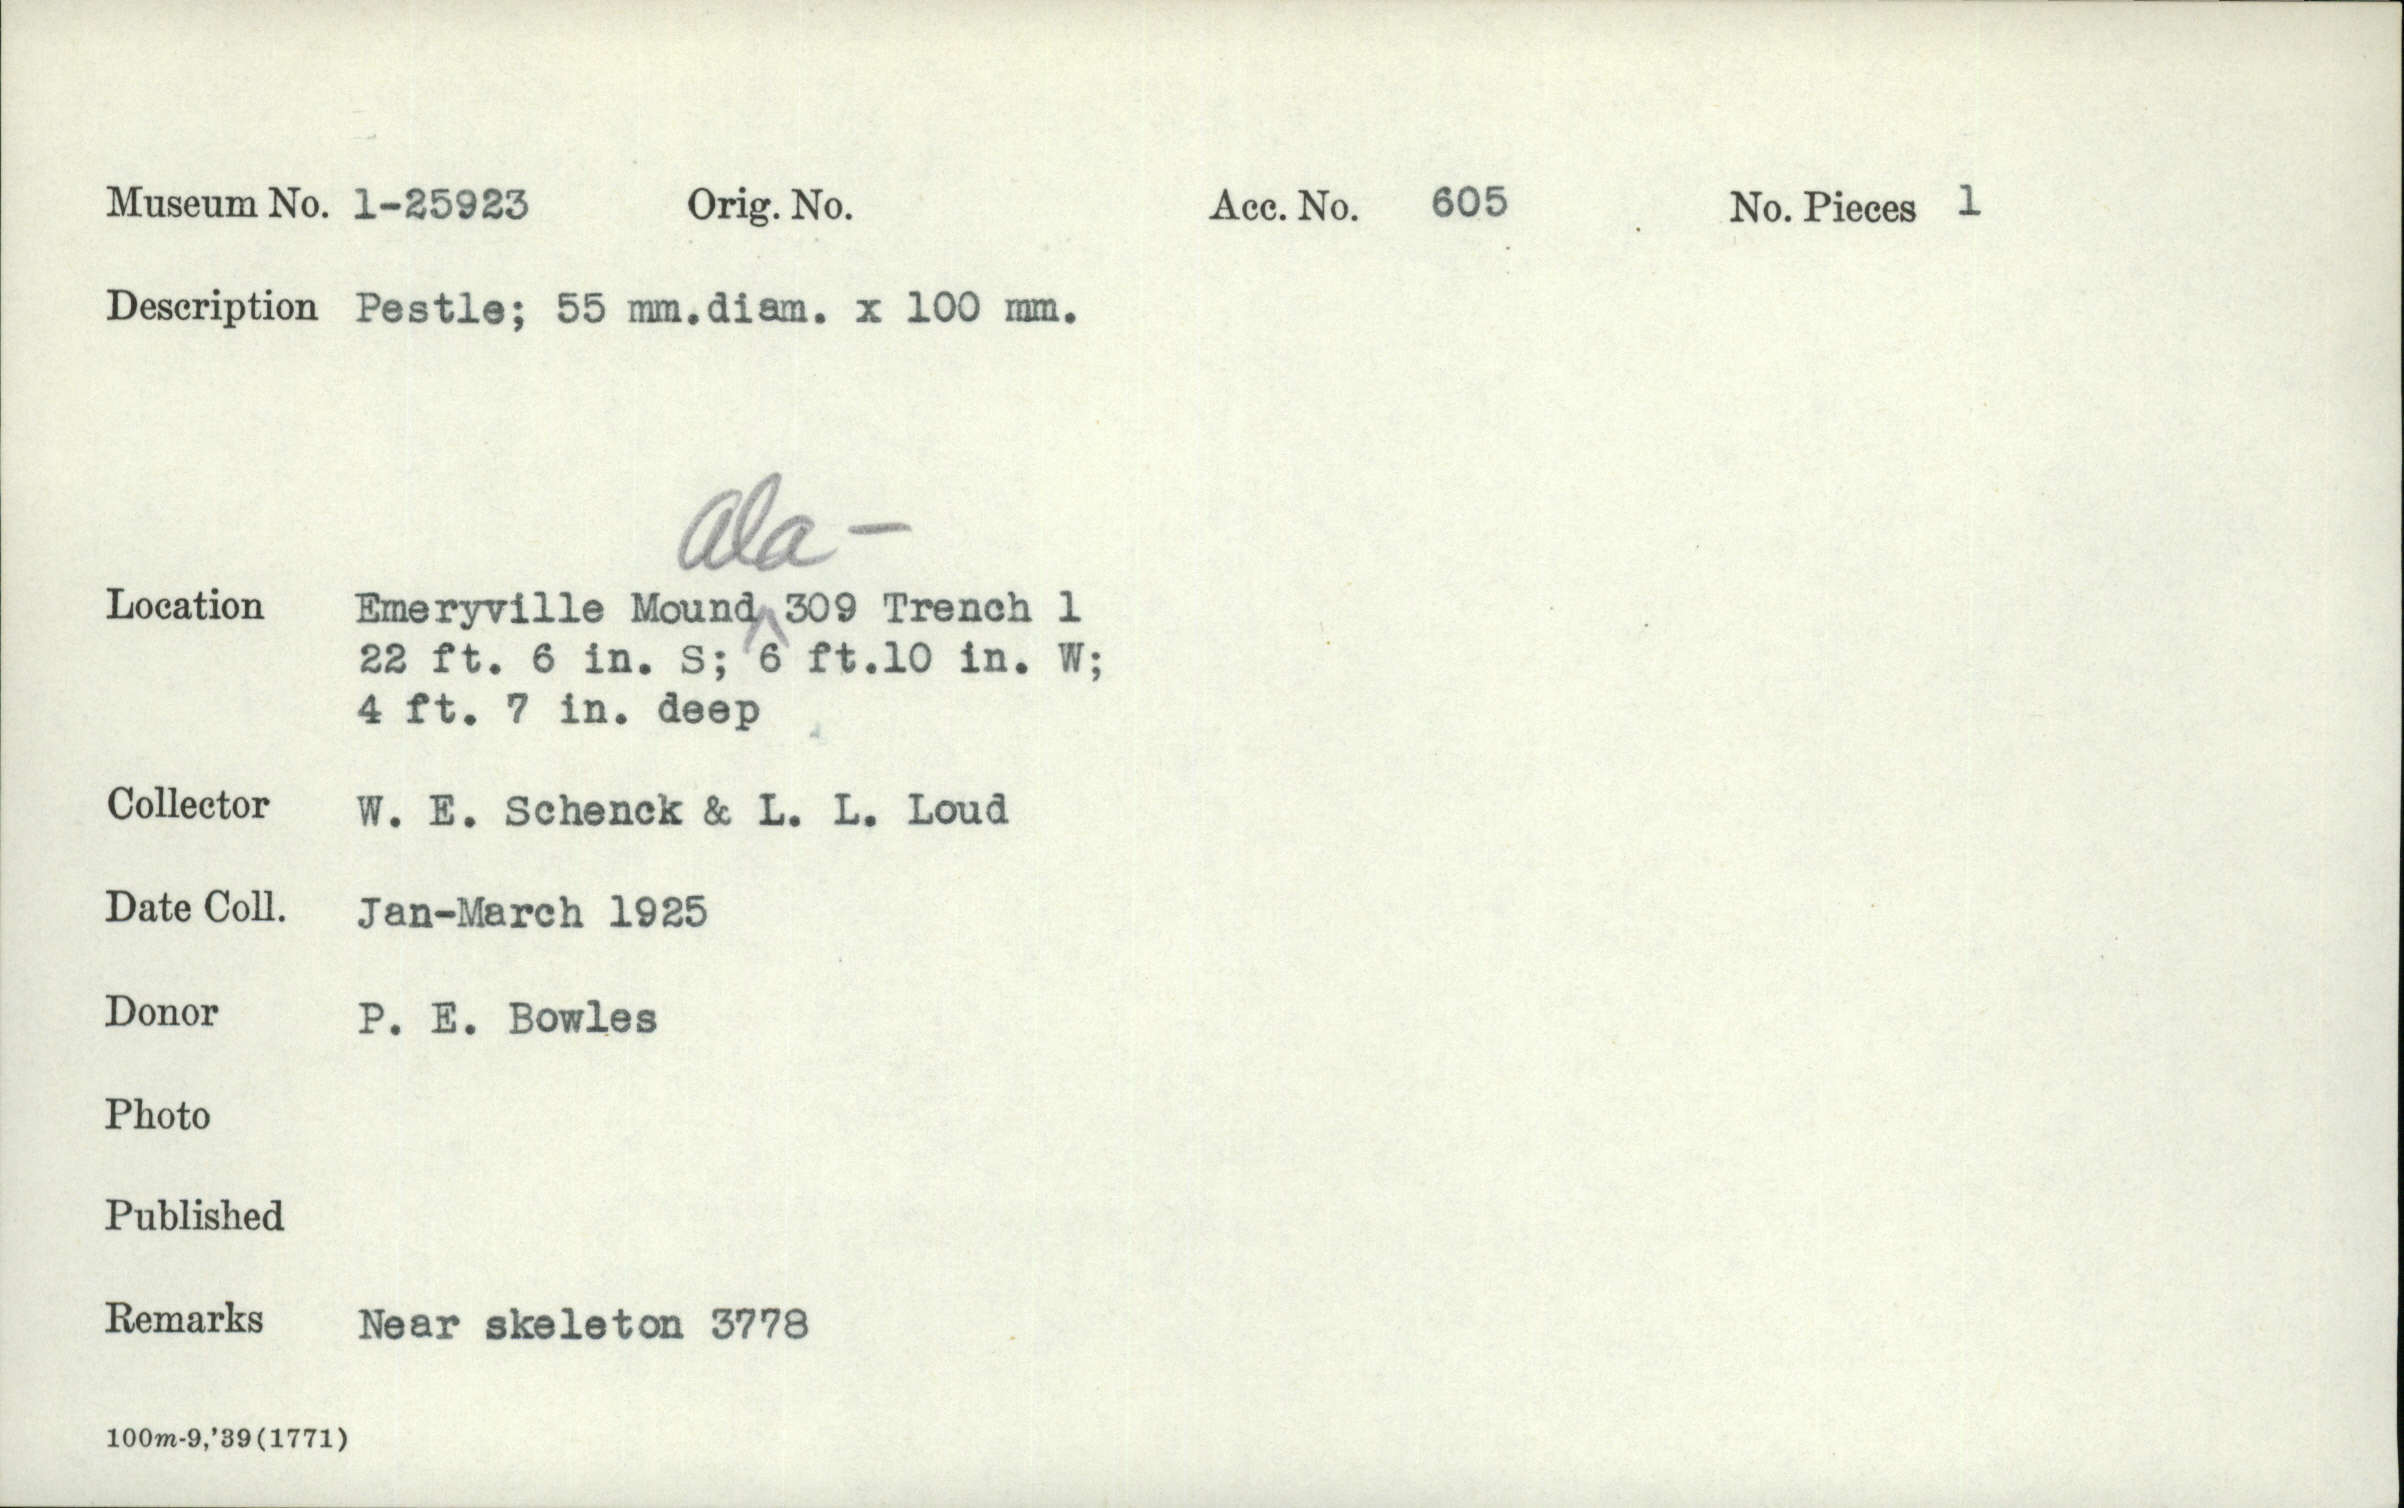 Museum No. 1-25923 Orig. No. Acc. No. 605 No. Pieces 1
Description Pestle; 55 mm.diam. x 100 mm.
Ala-
Location Emeryville Mound 309 Trench 1
22 ft. 6 in. S; 6 ft.10 in. W;
4 ft. 7 in. deep
Collector W. E. Schenck & L. L. Loud
Date Coll. Jan-March 1925
Donor P. E. Bowles
Photo
Published
Remarks Near skeleton 3778
100m-9,'39(1771)